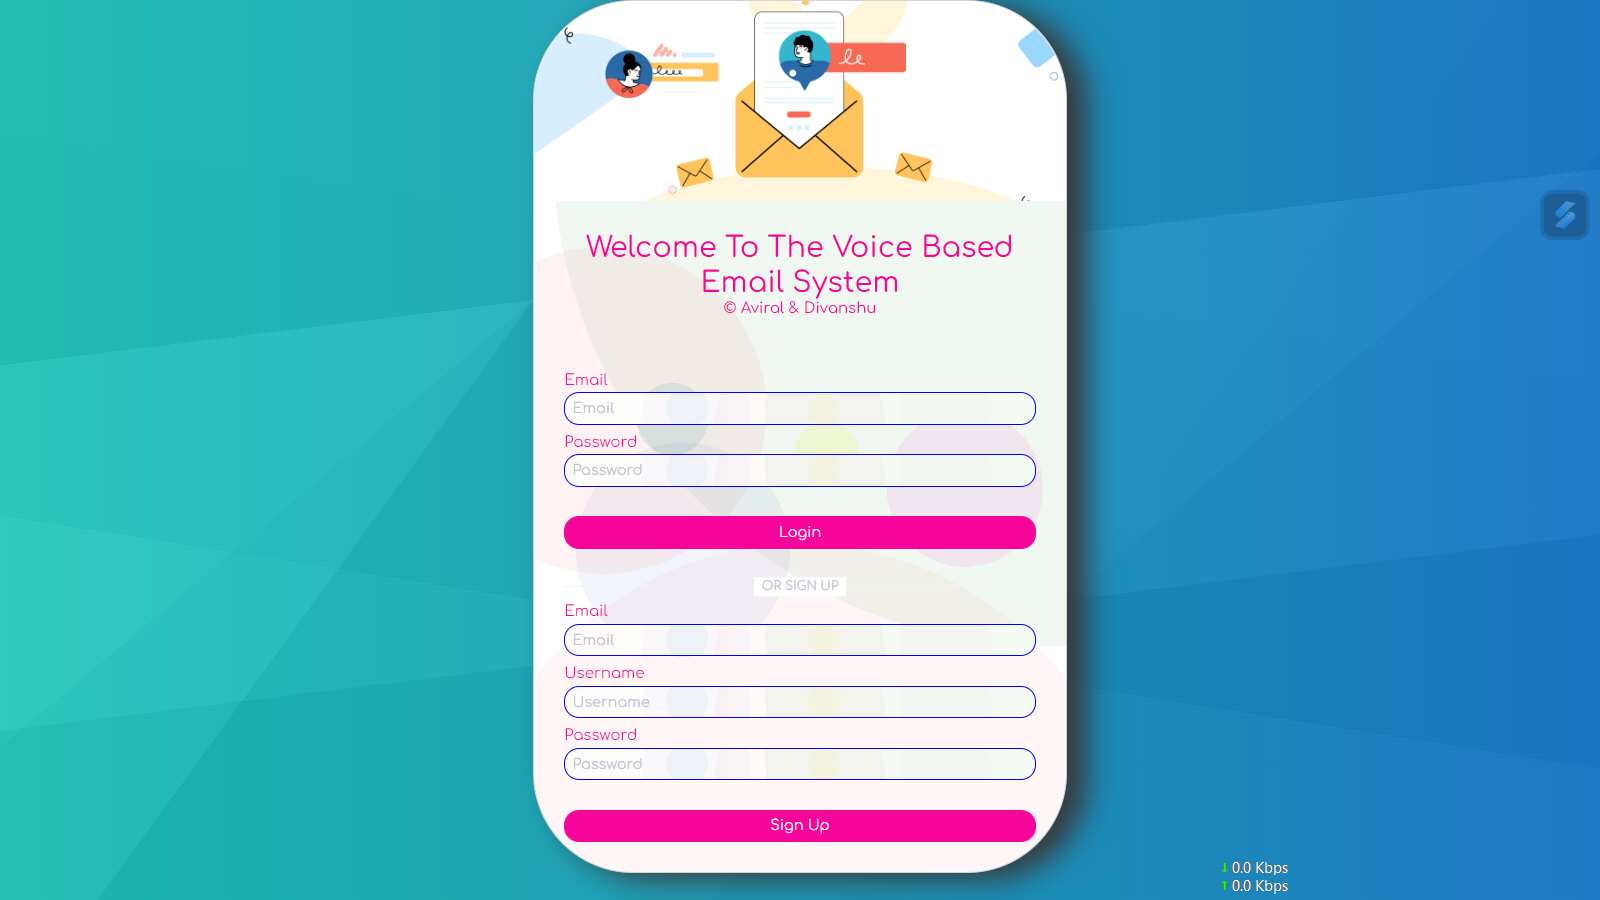 Welcome To The Voice Based
Email System
© Aviral & Divanshu
Email
Email
Password
Password
Login
OR SIGN UP
Email
Email
Username
Username
Password
Password
Sign Up
↓ 0.0 Kbps
↑ 0.0 Kbps